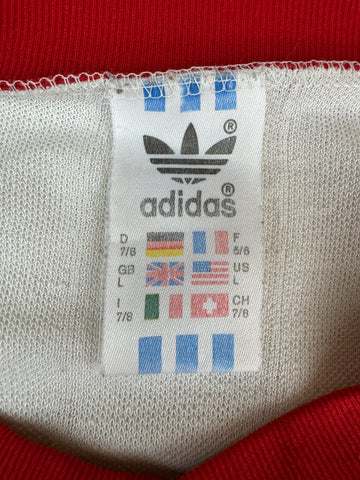 ®
adidas®
D F
7/8 5/6
GB US
L L
I CH
7/8 7/8